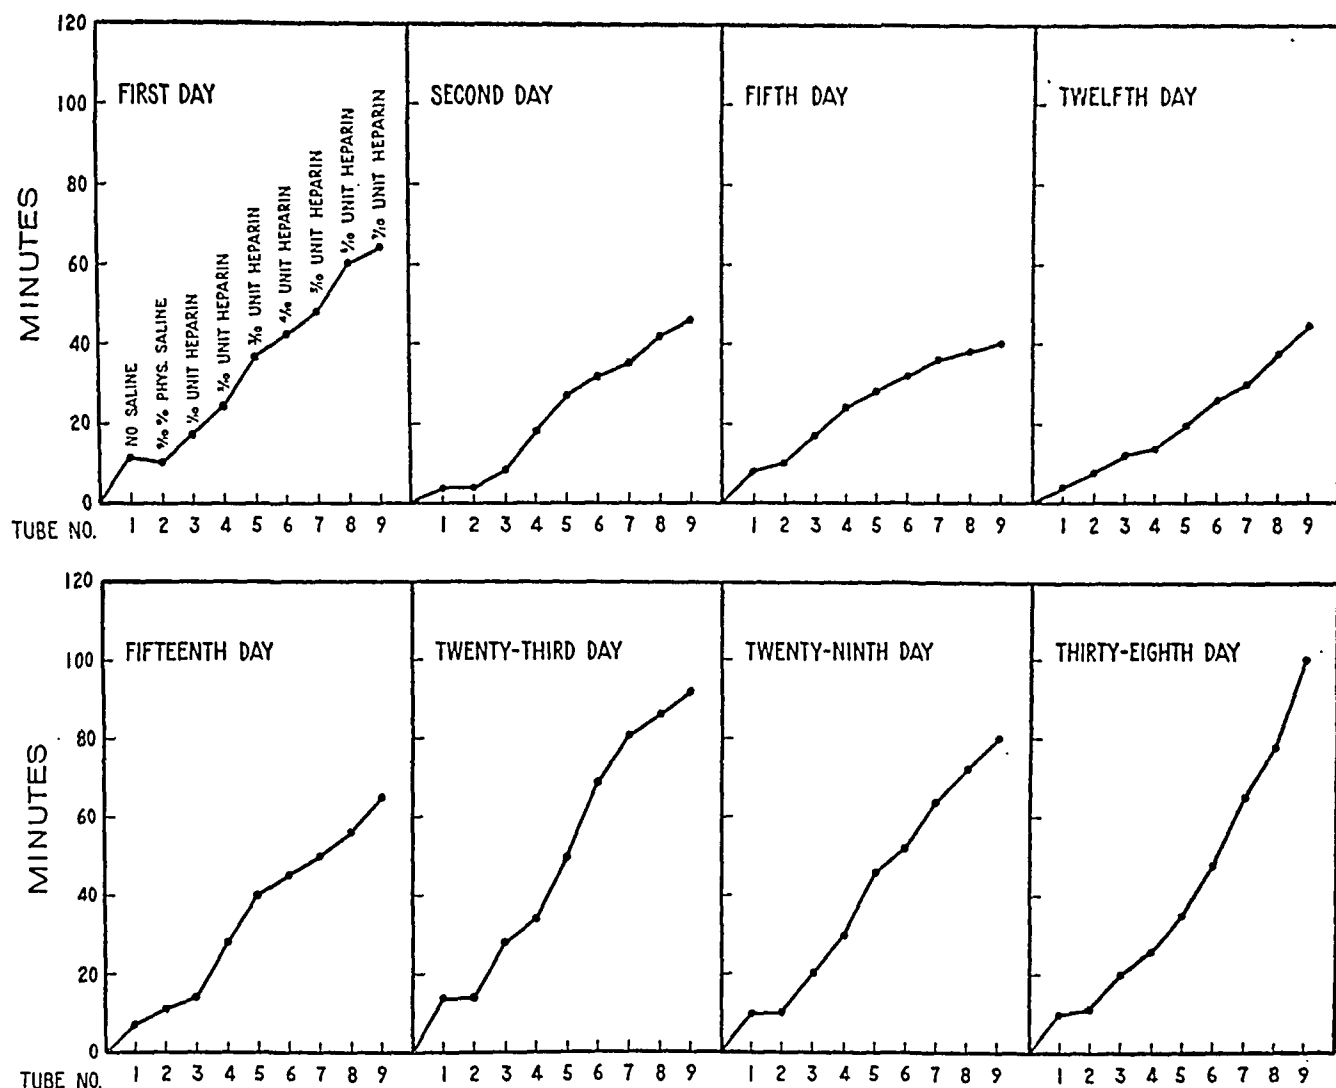 120
100
80
60
40
20
0
MINUTES
FIRST DAY
SECOND DAY
FIFTH DAY
TWELFTH DAY
NO SALINE
9/10 % PHYS. SALINE
1/10 UNIT HEPARIN
2/10 UNIT HEPARIN
3/10 UNIT HEPARIN
4/10 UNIT HEPARIN
5/10 UNIT HEPARIN
6/10 UNIT HEPARIN
7/10 UNIT HEPARIN
TUBE NO. 1 2 3 4 5 6 7 8 9 1 2 3 4 5 6 7 8 9 1 2 3 4 5 6 7 8 9 1 2 3 4 5 6 7 8 9
120
100
80
60
40
20
0
MINUTES
FIFTEENTH DAY
TWENTY-THIRD DAY
TWENTY-NINTH DAY
THIRTY-EIGHTH DAY
TUBE NO. 1 2 3 4 5 6 7 8 9 1 2 3 4 5 6 7 8 9 1 2 3 4 5 6 7 8 9 1 2 3 4 5 6 7 8 9